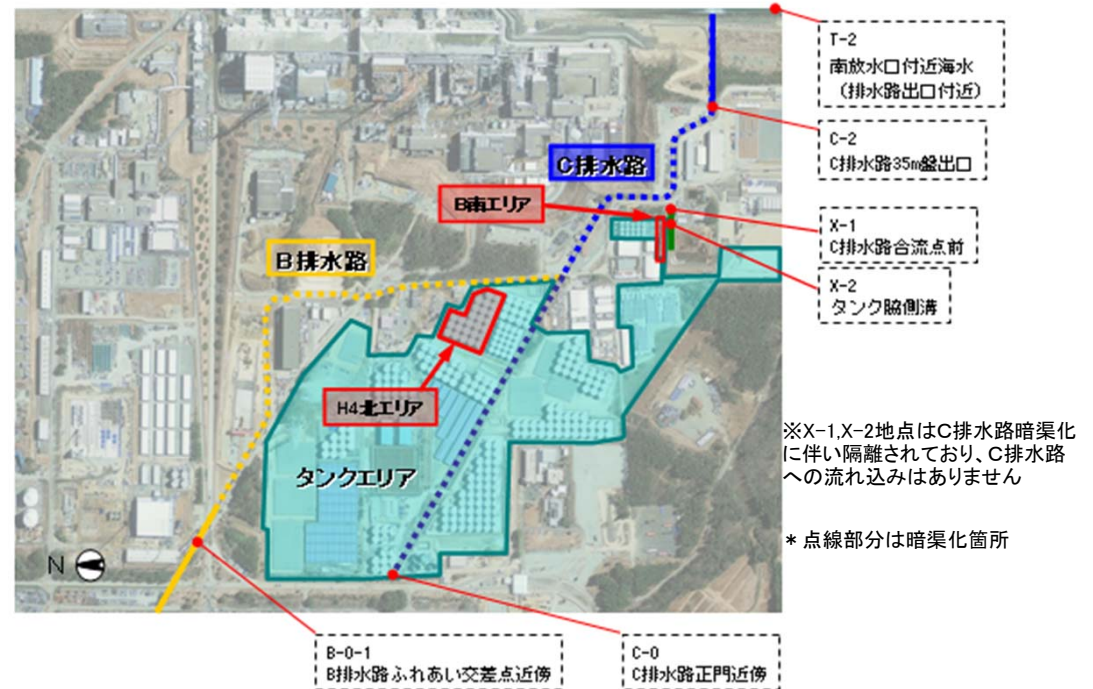 T-2
南放水口付近海水
（排水路出口付近）
C-2
C排水路35m盤出口
C排水路
B南エリア
X-1
C排水路合流点前
B排水路
X-2
タンク脇側溝
H4北エリア
※X-1,X-2地点はC排水路暗渠化
に伴い隔離されており、C排水路
への流れ込みはありません
タンクエリア
＊点線部分は暗渠化箇所
N
B-0-1
B排水路ふれあい交差点近傍
C-0
C排水路正門近傍